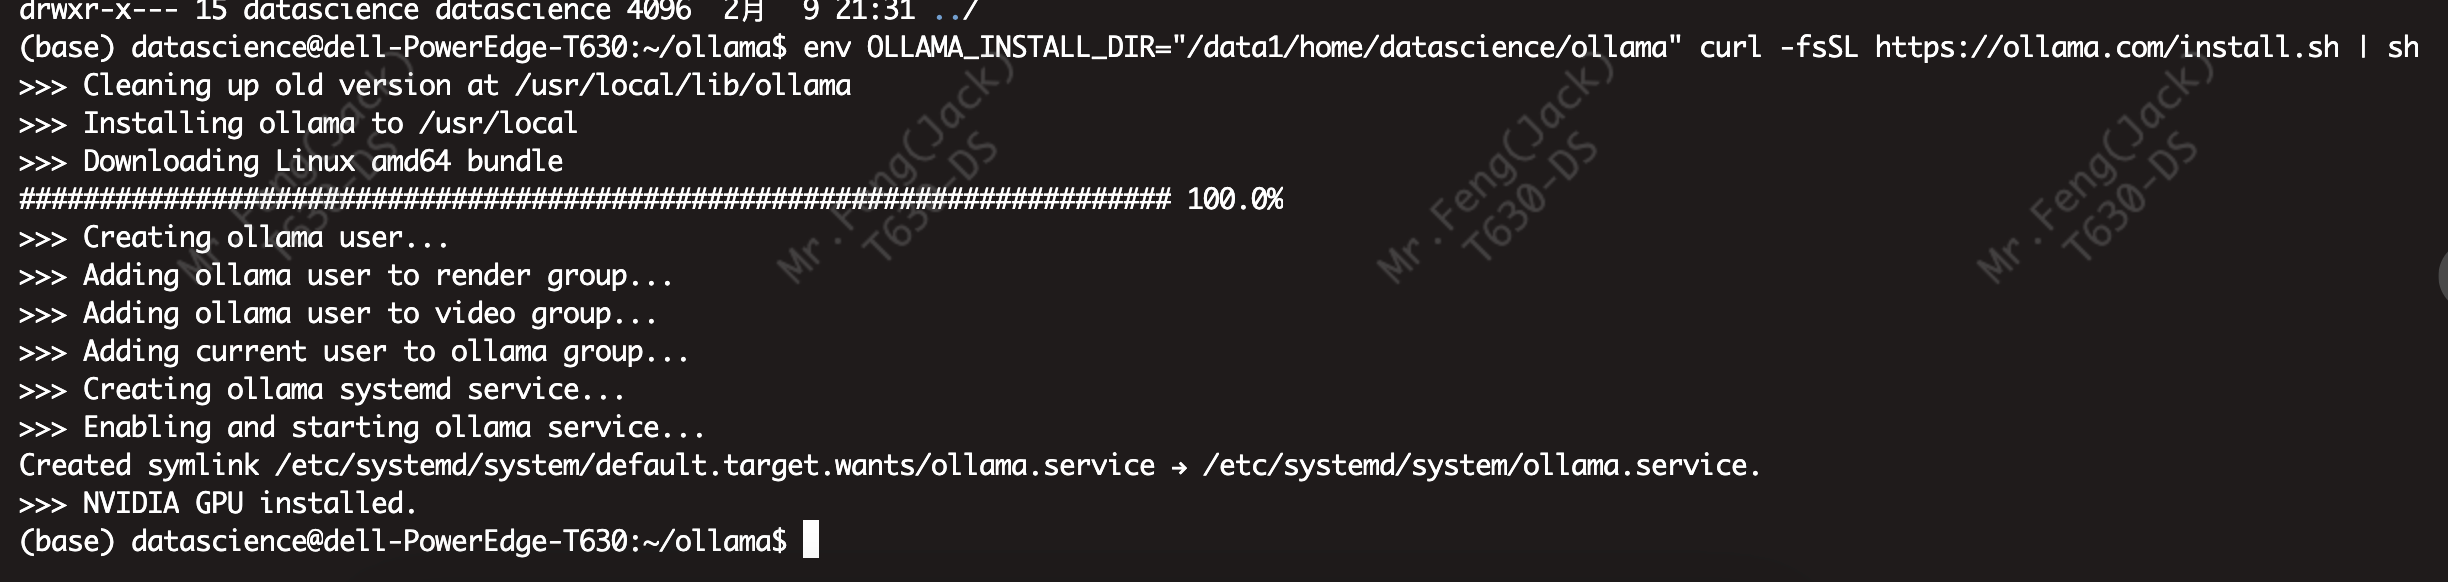 drwxr-x--- 15 datascience datascience 4096  2月  9 21:31 ../
(base) datascience@dell-PowerEdge-T630:~/ollama$ env OLLAMA_INSTALL_DIR="/data1/home/datascience/ollama" curl -fsSL https://ollama.com/install.sh | sh
>>> Cleaning up old version at /usr/local/lib/ollama
>>> Installing ollama to /usr/local
>>> Downloading Linux amd64 bundle
######################################################################## 100.0%
>>> Creating ollama user...
>>> Adding ollama user to render group...
>>> Adding ollama user to video group...
>>> Adding current user to ollama group...
>>> Creating ollama systemd service...
>>> Enabling and starting ollama service...
Created symlink /etc/systemd/system/default.target.wants/ollama.service → /etc/systemd/system/ollama.service.
>>> NVIDIA GPU installed.
(base) datascience@dell-PowerEdge-T630:~/ollama$
Mr.Feng(Jack)
T630-DS
Mr.Feng(Jack)
T630-DS
Mr.Feng(Jack)
T630-DS
Mr.Feng(Jack)
T630-DS